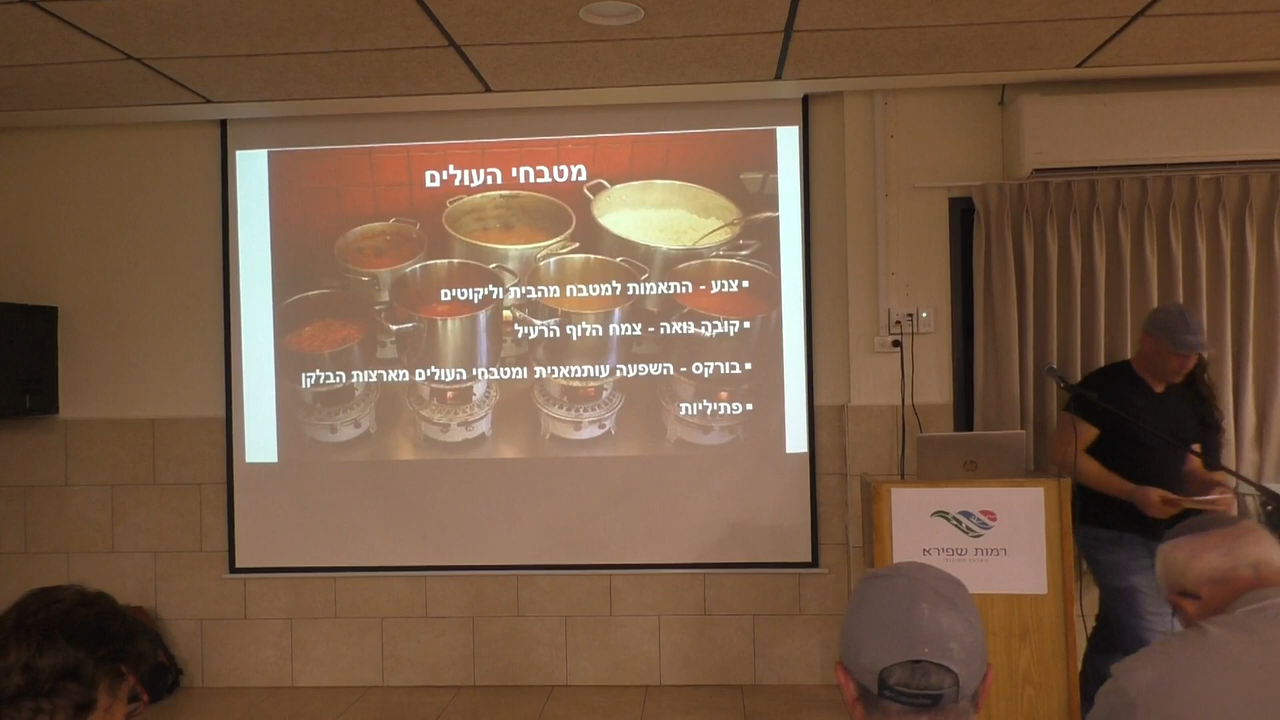 מטבחי העולים
▪ צנע - התאמות למטבח מהבית וליקוטים
▪ קובה נואה - צמח הלוף הרעיל
▪ בורקס - השפעה עותמאנית ומטבחי העולים מארצות הבלקן
▪ פתיליות
hp
רמות שפירא